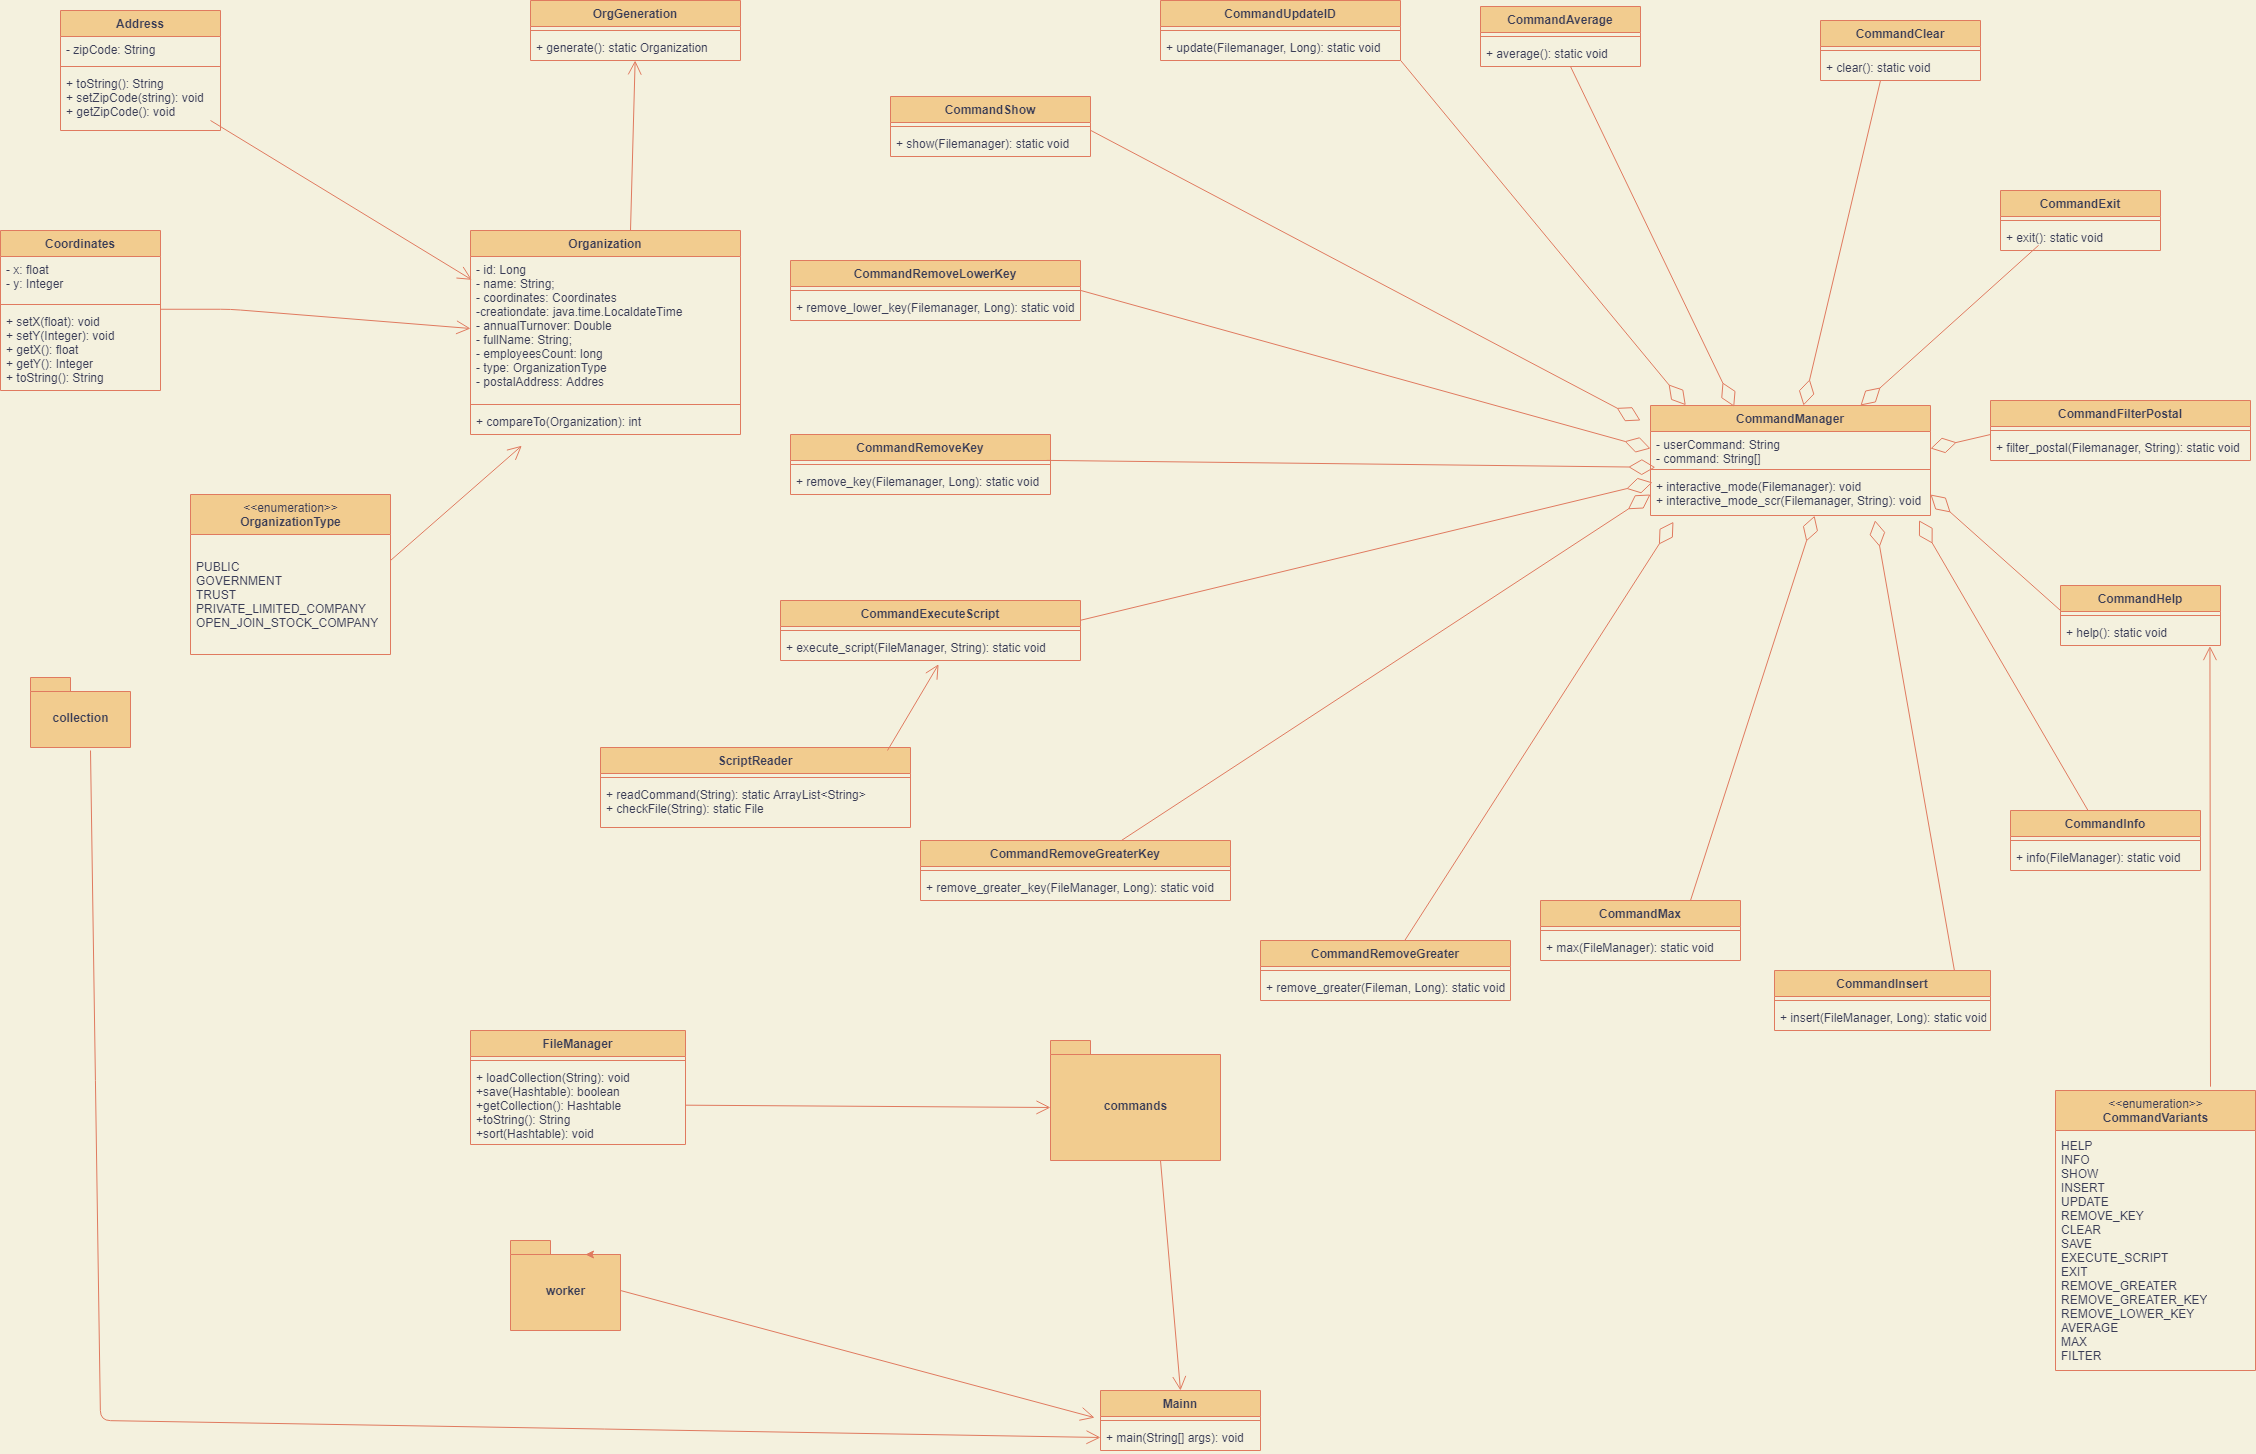 Address
- zipCode: String
+ toString(): String
+ setZipCode(string): void
+ getZipCode(): void
OrgGeneration
+ generate(): static Organization
CommandUpdateID
+ update(Filemanager, Long): static void
CommandAverage
+ average(): static void
CommandClear
+ clear(): static void
CommandShow
+ show(Filemanager): static void
CommandExit
+ exit(): static void
Coordinates
- x: float
- y: Integer
+ setX(float): void
+ setY(Integer): void
+ getX(): float
+ getY(): Integer
+ toString(): String
Organization
- id: Long
- name: String;
- coordinates: Coordinates
-creationdate: java.time.LocaldateTime
- annualTurnover: Double
- fullName: String;
- employeesCount: long
- type: OrganizationType
- postalAddress: Addres
+ compareTo(Organization): int
CommandRemoveLowerKey
+ remove_lower_key(Filemanager, Long): static void
CommandManager
- userCommand: String
- command: String[]
+ interactive_mode(Filemanager): void
+ interactive_mode_scr(Filemanager, String): void
CommandFilterPostal
+ filter_postal(Filemanager, String): static void
CommandRemoveKey
+ remove_key(Filemanager, Long): static void
<<enumeration>>
OrganizationType
PUBLIC
GOVERNMENT
TRUST
PRIVATE_LIMITED_COMPANY
OPEN_JOIN_STOCK_COMPANY
CommandHelp
+ help(): static void
CommandExecuteScript
+ execute_script(FileManager, String): static void
collection
ScriptReader
+ readCommand(String): static ArrayList<String>
+ checkFile(String): static File
CommandRemoveGreaterKey
+ remove_greater_key(FileManager, Long): static void
CommandInfo
+ info(FileManager): static void
CommandMax
+ max(FileManager): static void
CommandRemoveGreater
+ remove_greater(Fileman, Long): static void
CommandInsert
+ insert(FileManager, Long): static void
FileManager
+ loadCollection(String): void
+save(Hashtable): boolean
+getCollection(): Hashtable
+toString(): String
+sort(Hashtable): void
commands
<<enumeration>>
CommandVariants
HELP
INFO
SHOW
INSERT
UPDATE
REMOVE_KEY
CLEAR
SAVE
EXECUTE_SCRIPT
EXIT
REMOVE_GREATER
REMOVE_GREATER_KEY
REMOVE_LOWER_KEY
AVERAGE
MAX
FILTER
worker
Mainn
+ main(String[] args): void